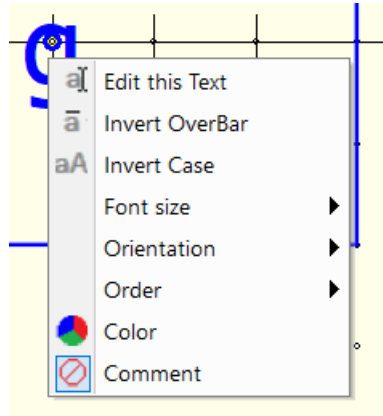 g
Edit this Text
Invert OverBar
Invert Case
Font size
Orientation
Order
Color
Comment